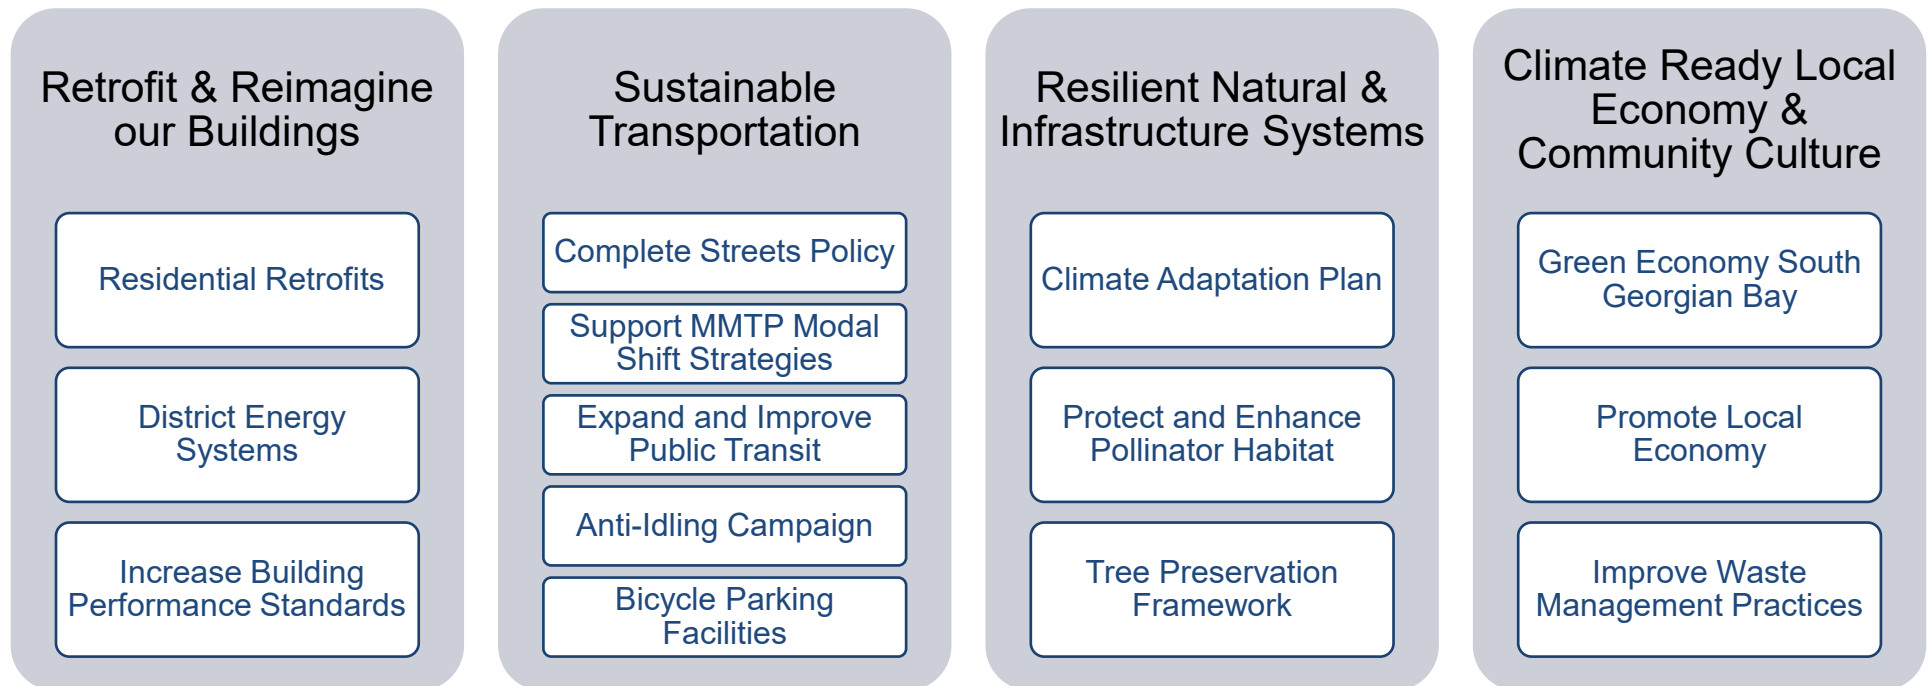 Retrofit & Reimagine
our Buildings
Residential Retrofits
District Energy
Systems
Increase Building
Performance Standards
Sustainable
Transportation
Complete Streets Policy
Support MMTP Modal
Shift Strategies
Expand and Improve
Public Transit
Anti-Idling Campaign
Bicycle Parking
Facilities
Resilient Natural &
Infrastructure Systems
Climate Adaptation Plan
Protect and Enhance
Pollinator Habitat
Tree Preservation
Framework
Climate Ready Local
Economy &
Community Culture
Green Economy South
Georgian Bay
Promote Local
Economy
Improve Waste
Management Practices